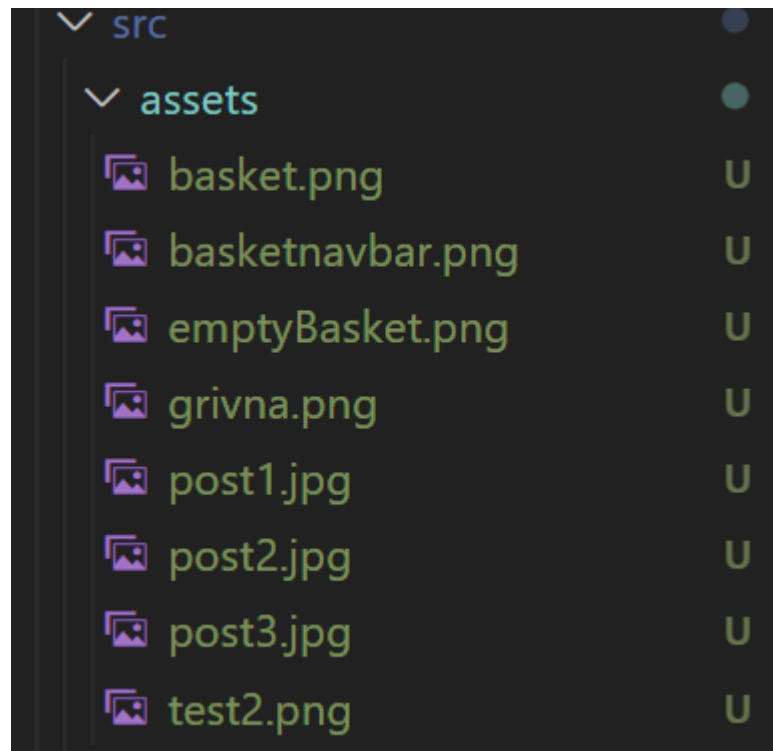 src
assets
basket.png U
basketnavbar.png U
emptyBasket.png U
grivna.png U
post1.jpg U
post2.jpg U
post3.jpg U
test2.png U